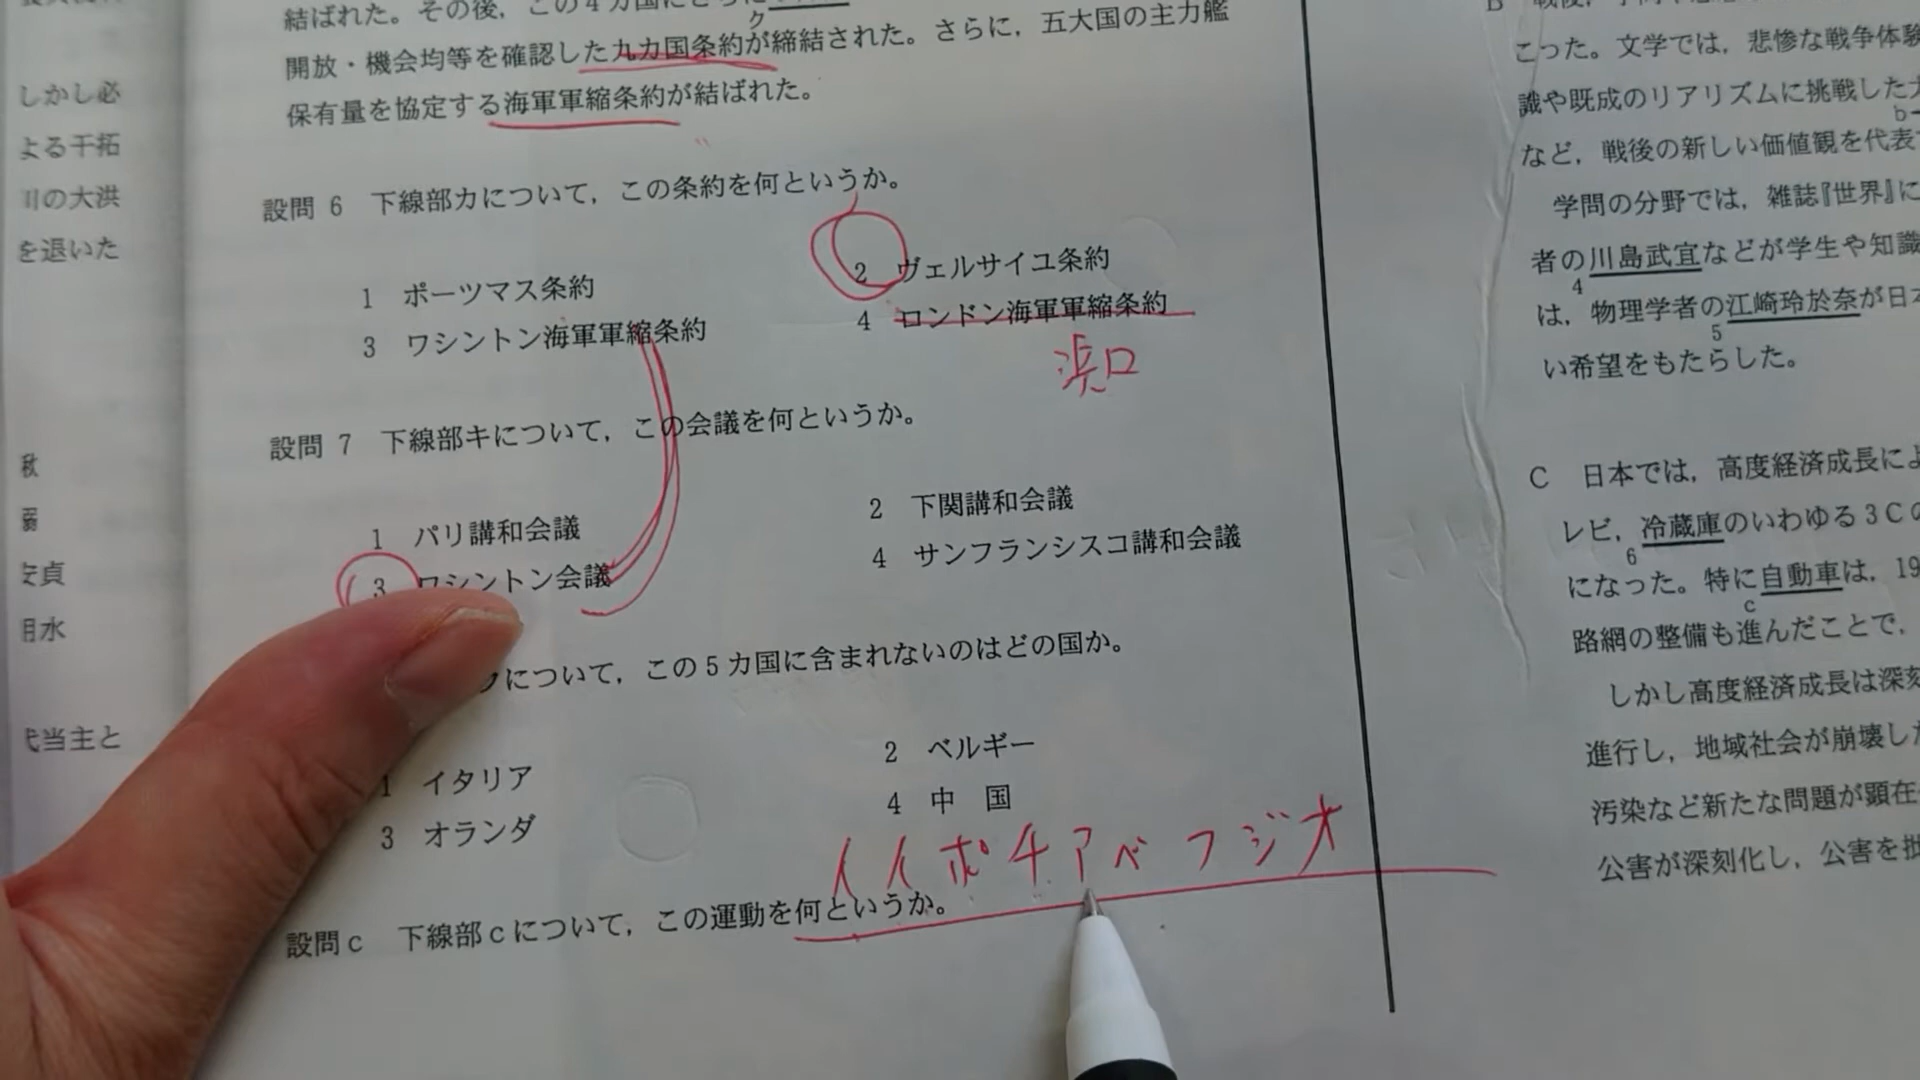 結ばれた。その後，この4カ国にさらに
ク
開放・機会均等を確認した九カ国条約が締結された。さらに，五大国の主力艦
保有量を協定する海軍軍縮条約が結ばれた。
設問 6 下線部カについて，この条約を何というか。
1 ポーツマス条約
2 ヴェルサイユ条約
3 ワシントン海軍軍縮条約
4 ロンドン海軍軍縮条約
浜口
設問 7 下線部キについて，この会議を何というか。
1 パリ講和会議
2 下関講和会議
3 ワシントン会議
4 サンフランシスコ講和会議
について，この5カ国に含まれないのはどの国か。
1 イタリア
2 ベルギー
3 オランダ
4 中 国
イイポチアベフジオ
設問c 下線部cについて，この運動を何というか。
しかし必
よる干拓
川の大洪
を退いた
秋
安貞
用水
代当主と
こった。文学では，悲惨な戦争体験
識や既成のリアリズムに挑戦した
b
など，戦後の新しい価値観を代表
学問の分野では，雑誌『世界』に
者の川島武宜などが学生や知識
4
は，物理学者の江崎玲於奈が日本
5
い希望をもたらした。
C 日本では，高度経済成長によ
レビ，冷蔵庫のいわゆる3Cの
6
になった。特に自動車は，19
c
路網の整備も進んだことで，
しかし高度経済成長は深刻
進行し，地域社会が崩壊した
汚染など新たな問題が顕在
公害が深刻化し，公害を批